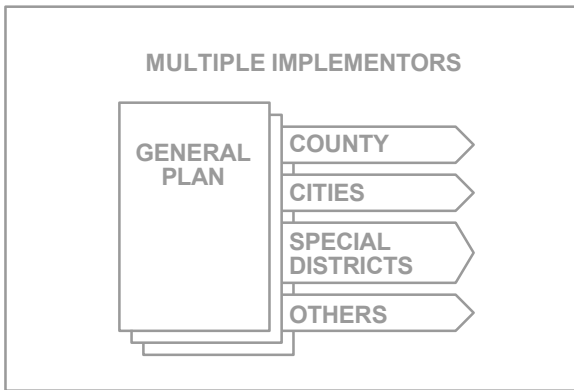 MULTIPLE IMPLEMENTORS
GENERAL
PLAN
COUNTY
CITIES
SPECIAL
DISTRICTS
OTHERS